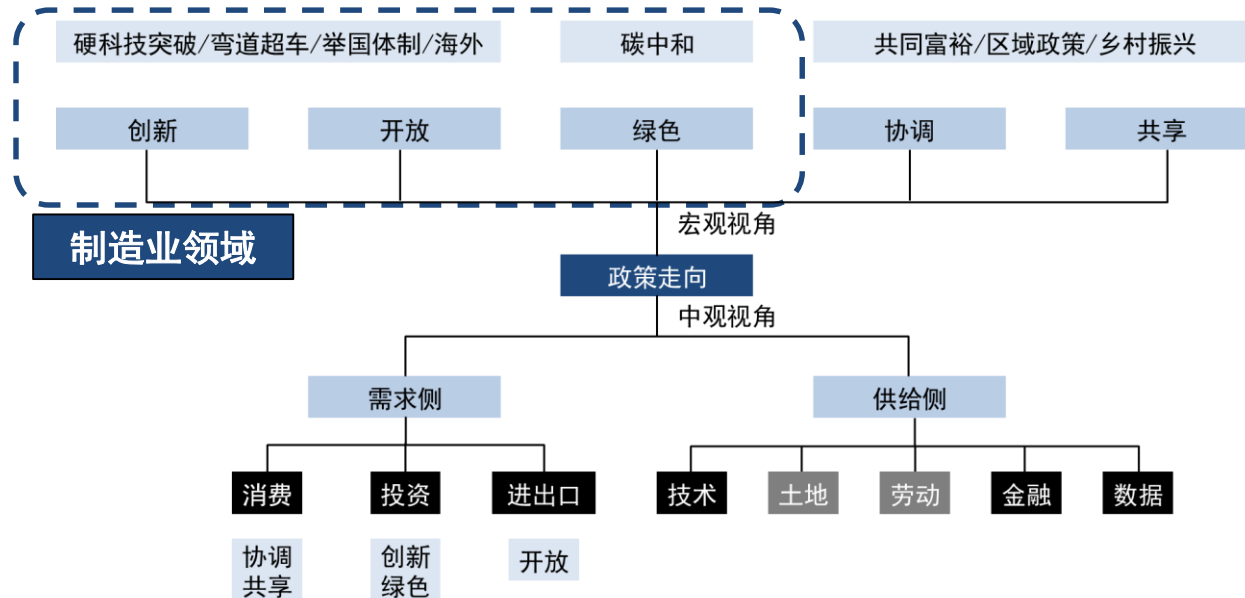 硬科技突破/弯道超车/举国体制/海外
碳中和
共同富裕/区域政策/乡村振兴
创新
开放
绿色
协调
共享
制造业领域
宏观视角
政策走向
中观视角
需求侧
供给侧
消费
投资
进出口
技术
土地
劳动
金融
数据
协调
共享
创新
绿色
开放